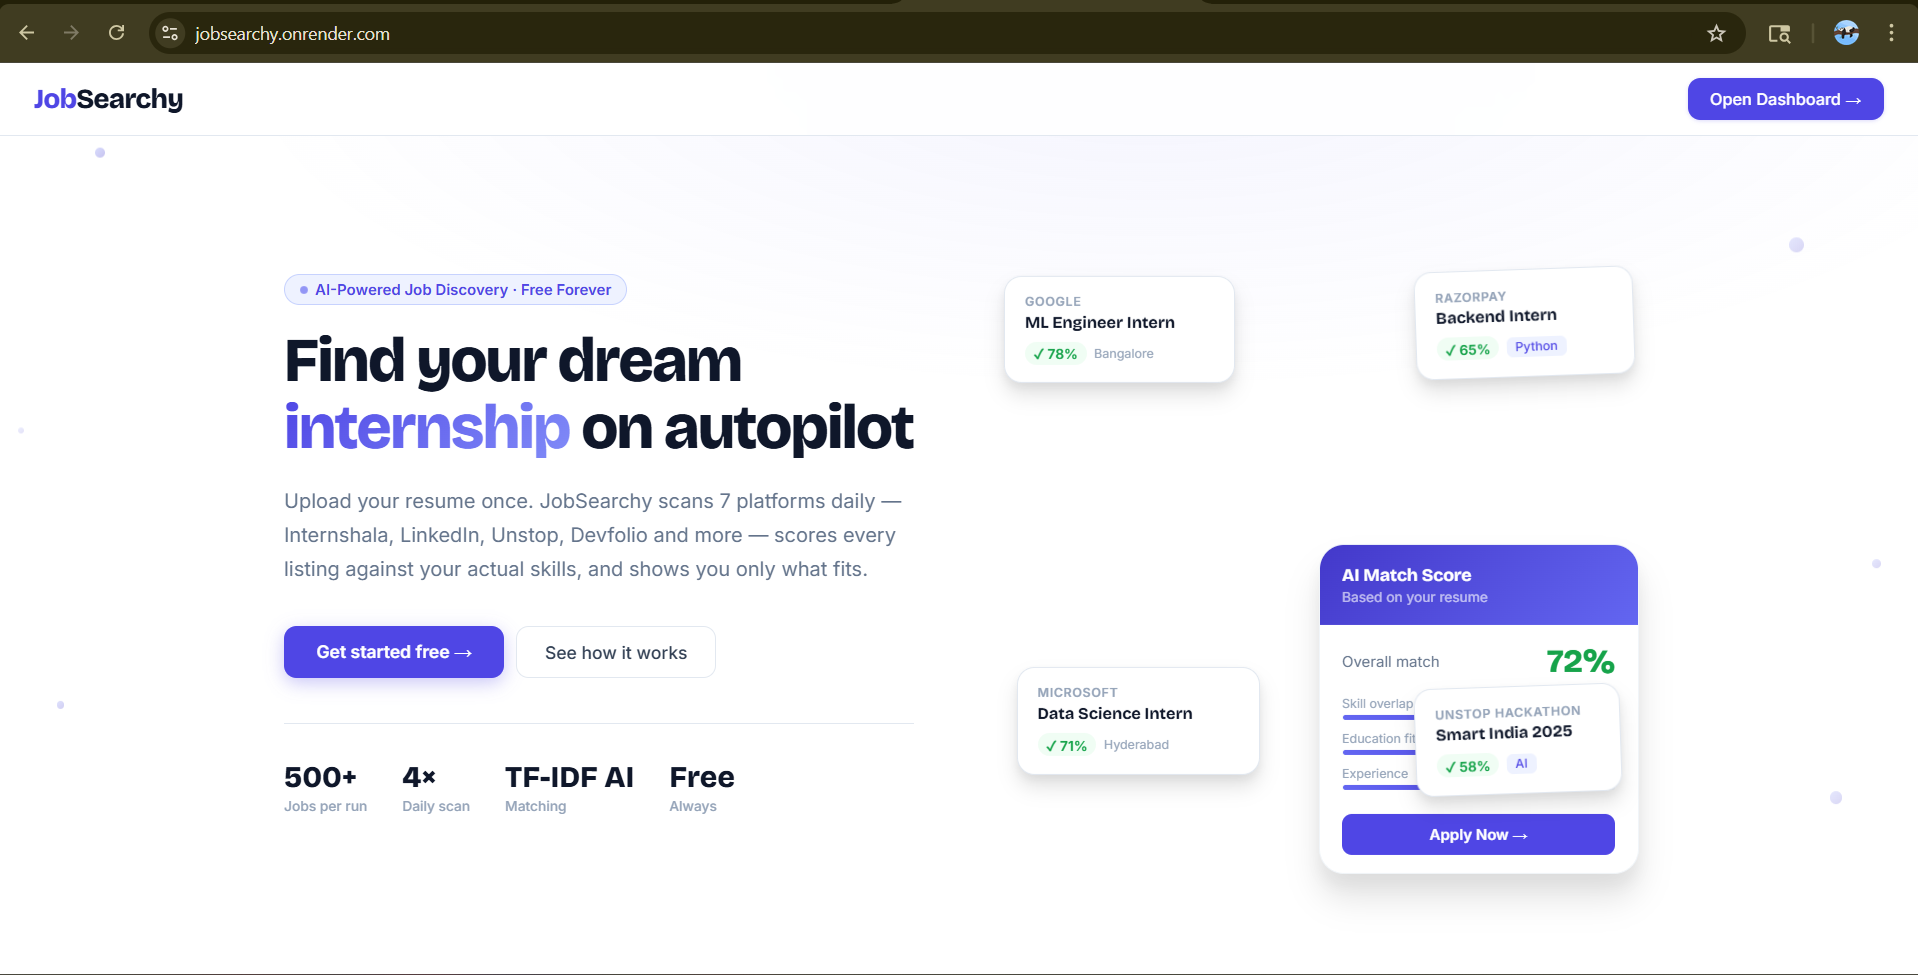 jobsearchy.onrender.com
JobSearchy
Open Dashboard →
AI-Powered Job Discovery · Free Forever
Find your dream
internship on autopilot
Upload your resume once. JobSearchy scans 7 platforms daily —
Internshala, LinkedIn, Unstop, Devfolio and more — scores every
listing against your actual skills, and shows you only what fits.
Get started free →
See how it works
500+
Jobs per run
4×
Daily scan
TF-IDF AI
Matching
Free
Always
GOOGLE
ML Engineer Intern
✓ 78% Bangalore
RAZORPAY
Backend Intern
✓ 65% Python
MICROSOFT
Data Science Intern
✓ 71% Hyderabad
AI Match Score
Based on your resume
Overall match 72%
Skill overlap
Education fit
Experience
UNSTOP HACKATHON
Smart India 2025
✓ 58% AI
Apply Now →